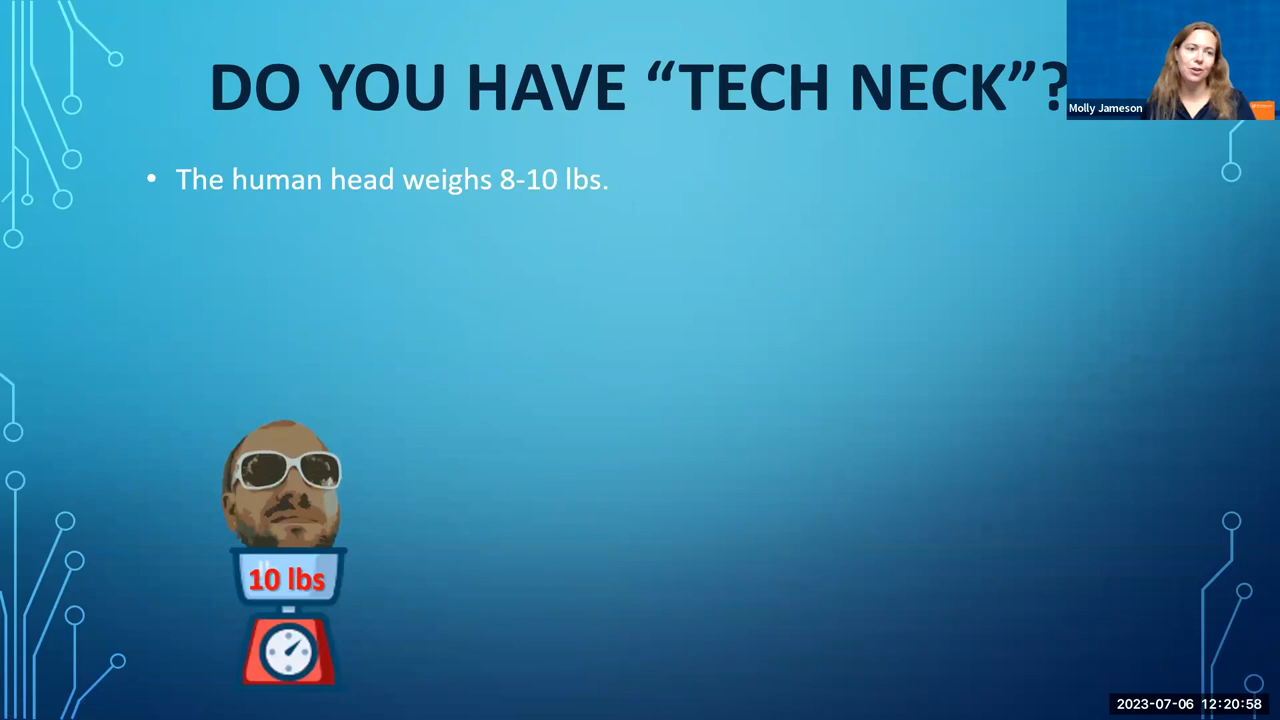 DO YOU HAVE “TECH NECK”?
Molly Jameson
• The human head weighs 8-10 lbs.
10 lbs
2023-07-06 12:20:58